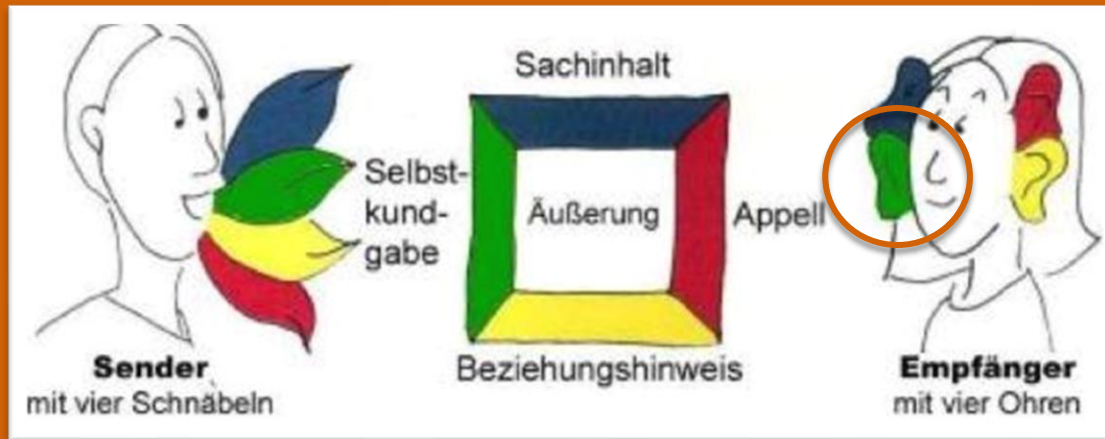 Sachinhalt
Selbst-
kund-
gabe
Äußerung
Appell
Beziehungshinweis
Sender
mit vier Schnäbeln
Empfänger
mit vier Ohren